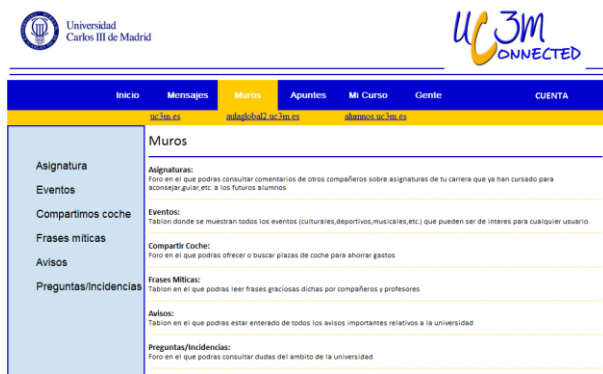 Universidad
Carlos III de Madrid
UC3M
CONNECTED
Inicio Mensajes Muros Apuntes Mi Curso Gente CUENTA
uc3m.es aulaglobal2.uc3m.es alumnos.uc3m.es
Muros
Asignatura
Eventos
Compartimos coche
Frases míticas
Avisos
Preguntas/Incidencias
Asignaturas:
Foro en el que podras consultar comentarios de otros compañeros sobre asignaturas de tu carrera que ya han cursado para
aconsejar,guiar,etc. a los futuros alumnos
Eventos:
Tablon donde se muestran todos los eventos (culturales,deportivos,musicales,etc.) que pueden ser de interes para cualquier usuario
Compartir Coche:
Foro en el que podras ofrecer o buscar plazas de coche para ahorrar gastos
Frases Miticas:
Tablon en el que podras leer frases graciosas dichas por compañeros y profesores
Avisos:
Tablon en el que podras estar enterado de todos los avisos importantes relativos a la universidad
Preguntas/Incidencias:
Foro en el que podras consultar dudas del ambito de la universidad